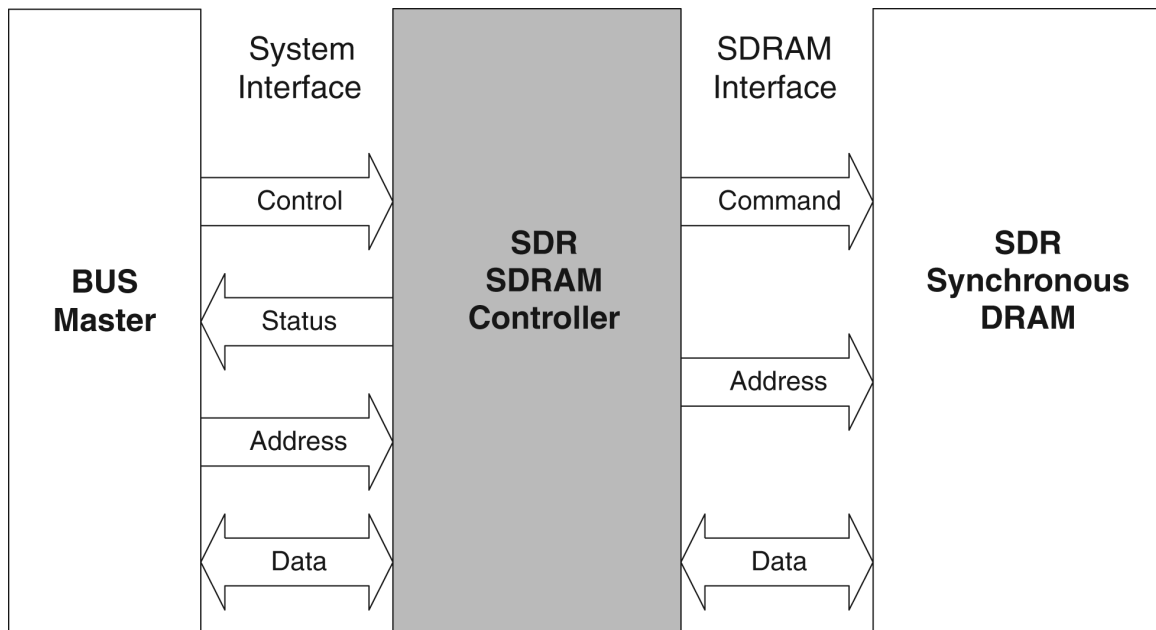 System
Interface
SDRAM
Interface
Control
Command
BUS
Master
SDR
SDRAM
Controller
SDR
Synchronous
DRAM
Status
Address
Address
Data
Data